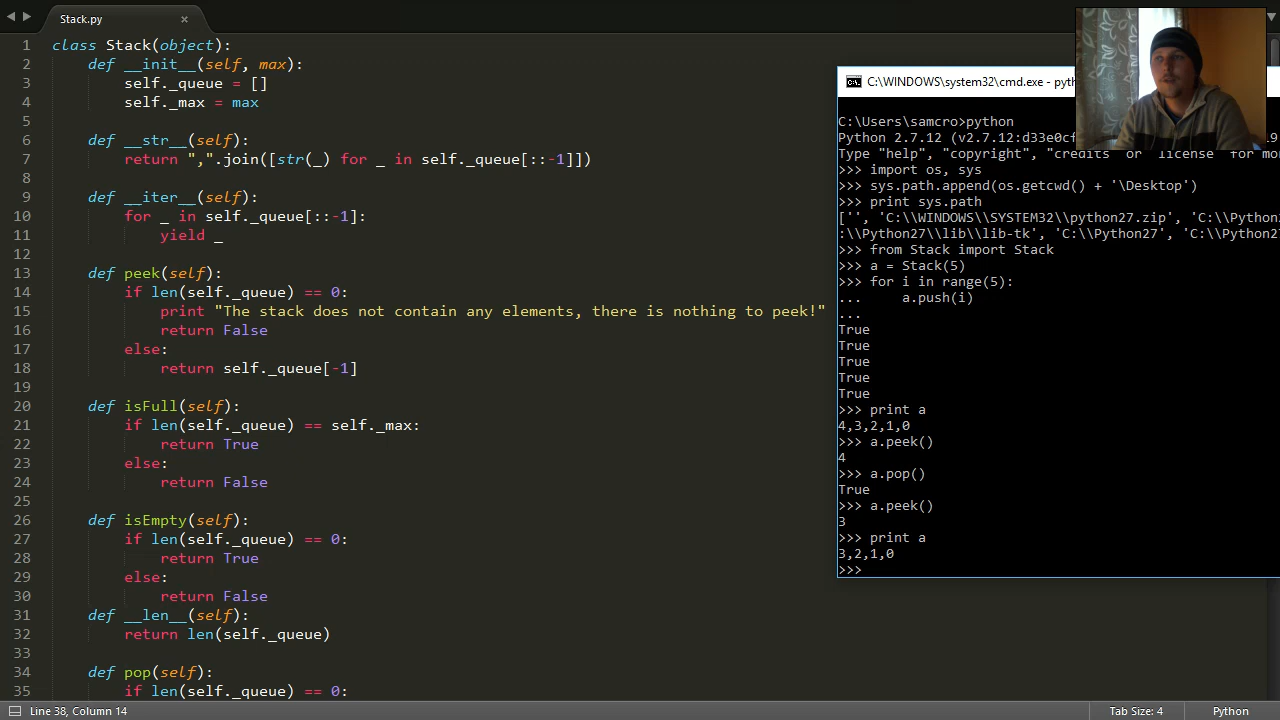 Stack.py
1 class Stack(object):
2 def __init__(self, max):
3 self._queue = []
4 self._max = max
5
6 def __str__(self):
7 return ",".join([str(_) for _ in self._queue[::-1]])
8
9 def __iter__(self):
10 for _ in self._queue[::-1]:
11 yield _
12
13 def peek(self):
14 if len(self._queue) == 0:
15 print "The stack does not contain any elements, there is nothing to peek!"
16 return False
17 else:
18 return self._queue[-1]
19
20 def isFull(self):
21 if len(self._queue) == self._max:
22 return True
23 else:
24 return False
25
26 def isEmpty(self):
27 if len(self._queue) == 0:
28 return True
29 else:
30 return False
31 def __len__(self):
32 return len(self._queue)
33
34 def pop(self):
35 if len(self._queue) == 0:
C:\WINDOWS\system32\cmd.exe - pyth
C:\Users\samcro>python
Python 2.7.12 (v2.7.12:d33e0cf
Type "help", "copyright", "credits" or "license" for mo
>>> import os, sys
>>> sys.path.append(os.getcwd() + '\Desktop')
>>> print sys.path
['', 'C:\\WINDOWS\\SYSTEM32\\python27.zip', 'C:\\Python2
:\\Python27\\lib\\lib-tk', 'C:\\Python27', 'C:\\Python27
>>> from Stack import Stack
>>> a = Stack(5)
>>> for i in range(5):
... a.push(i)
...
True
True
True
True
True
>>> print a
4,3,2,1,0
>>> a.peek()
4
>>> a.pop()
True
>>> a.peek()
3
>>> print a
3,2,1,0
>>>
Line 38, Column 14
Tab Size: 4
Python